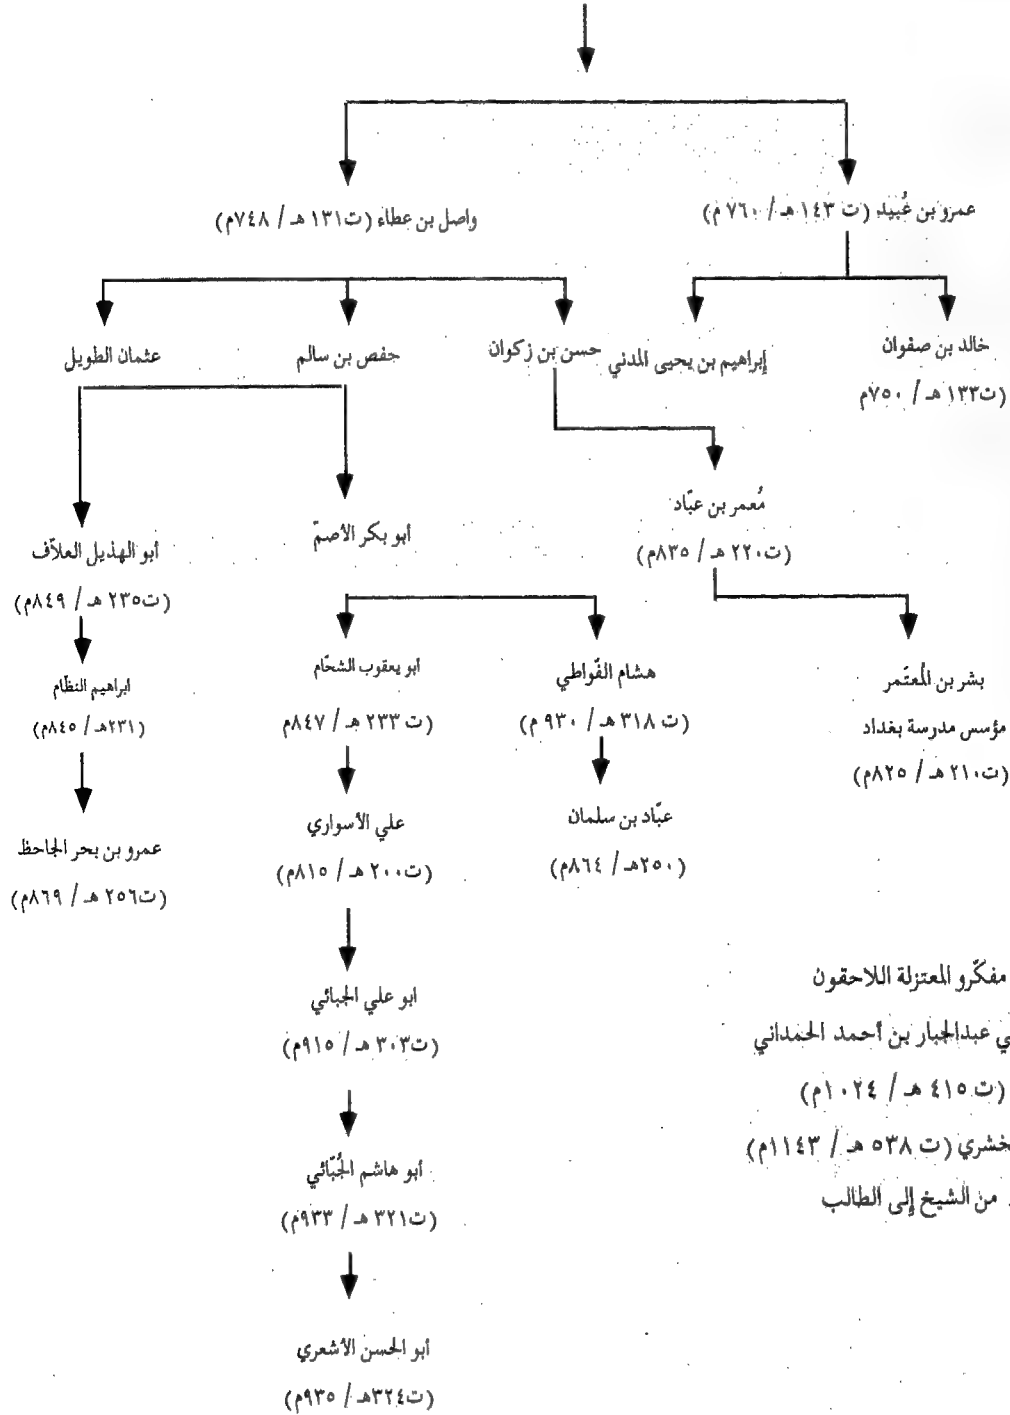 عمرو بن عُبيد (ت ١٤٣ هـ / ٧٦٠ م)
واصل بن عطاء (ت١٣١ هـ / ٧٤٨م)
خالد بن صفوان
(ت١٣٣ هـ / ٧٥٠م
إبراهيم بن يحيى المدني
حسن بن زكوان
حفص بن سالم
عثمان الطويل
مُعمر بن عبّاد
(ت٢٢٠ هـ / ٨٣٥م)
أبو بكر الأصمّ
أبو الهذيل العلاّف
(ت٢٣٥ هـ / ٨٤٩م)
بشر بن المُعتَمر
مؤسس مدرسة بغداد
(ت٢١٠ هـ / ٨٢٥م)
هشام الفّواطي
(ت ٣١٨ هـ / ٩٣٠ م)
أبو يعقوب الشحّام
(ت ٢٣٣ هـ / ٨٤٧م
ابراهيم النظّام
(٢٣١هـ / ٨٤٥م)
عبّاد بن سلمان
(٢٥٠هـ / ٨٦٤م)
علي الأسواري
(ت٢٠٠ هـ / ٨١٥م)
عمرو بن بحر الجاحظ
(ت٢٥٦ هـ / ٨٦٩م)
ابو علي الجبائي
(ت٣٠٣ هـ / ٩١٥م)
أبو هاشم الجُبّائي
(ت٣٢١ هـ / ٩٣٣م)
أبو الحسن الأشعري
(ت٣٢٤هـ / ٩٣٥م)
مفكّرو المعتزلة اللاحقون
عبدالجبار بن أحمد الحمداني
(ت ٤١٥ هـ / ١٠٢٤م)
(ت ٥٣٨ هـ / ١١٤٣م)
من الشيخ إلى الطالب